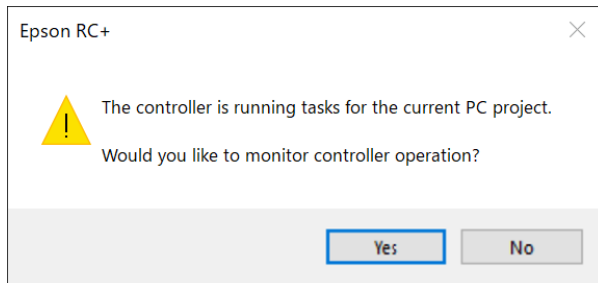 Epson RC+
The controller is running tasks for the current PC project.
Would you like to monitor controller operation?
Yes
No